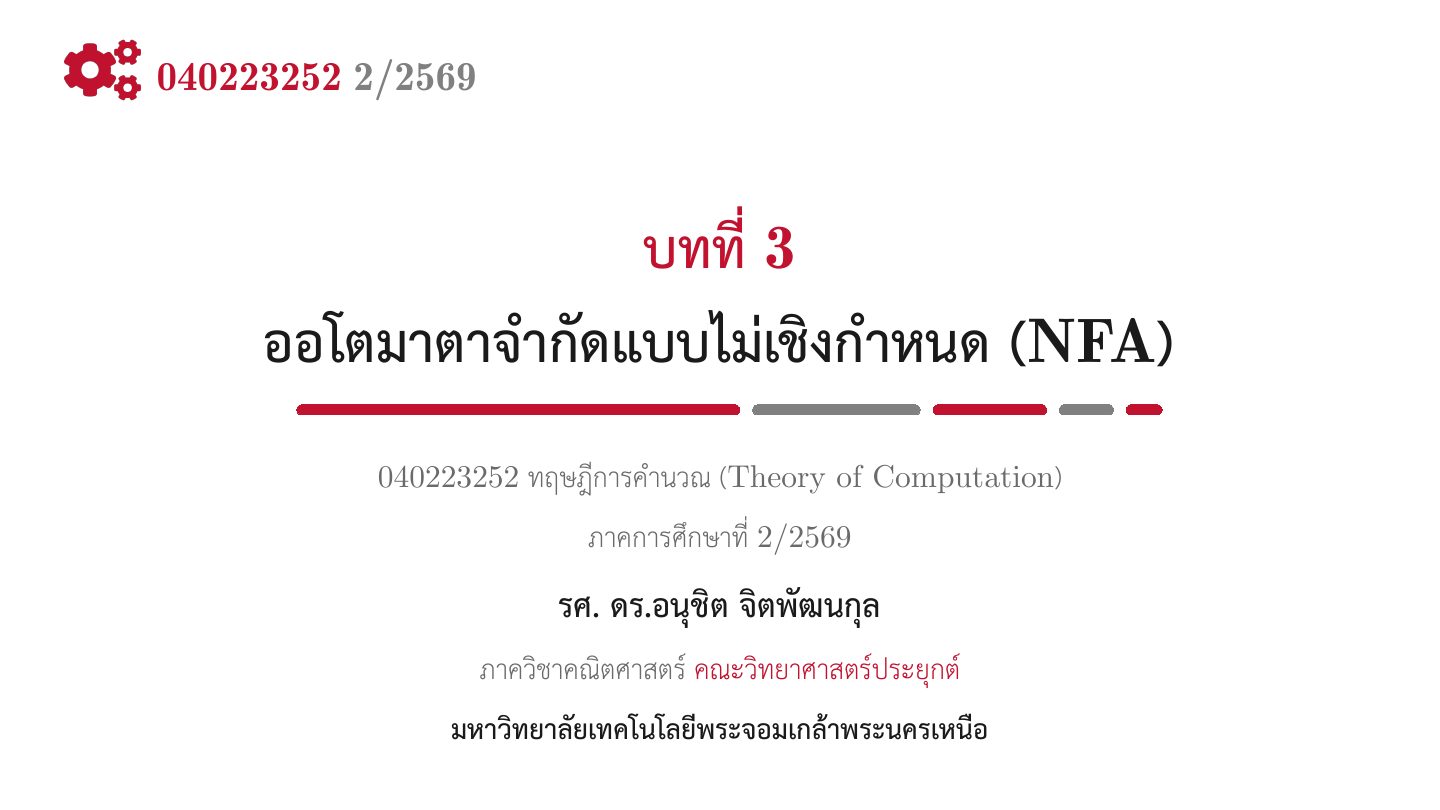 040223252 2/2569
บทที่ 3
ออโตมาตาจำกัดแบบไม่เชิงกำหนด (NFA)
040223252 ทฤษฎีการคำนวณ (Theory of Computation)
ภาคการศึกษาที่ 2/2569
รศ. ดร.อนุชิต จิตพัฒนกุล
ภาควิชาคณิตศาสตร์ คณะวิทยาศาสตร์ประยุกต์
มหาวิทยาลัยเทคโนโลยีพระจอมเกล้าพระนครเหนือ